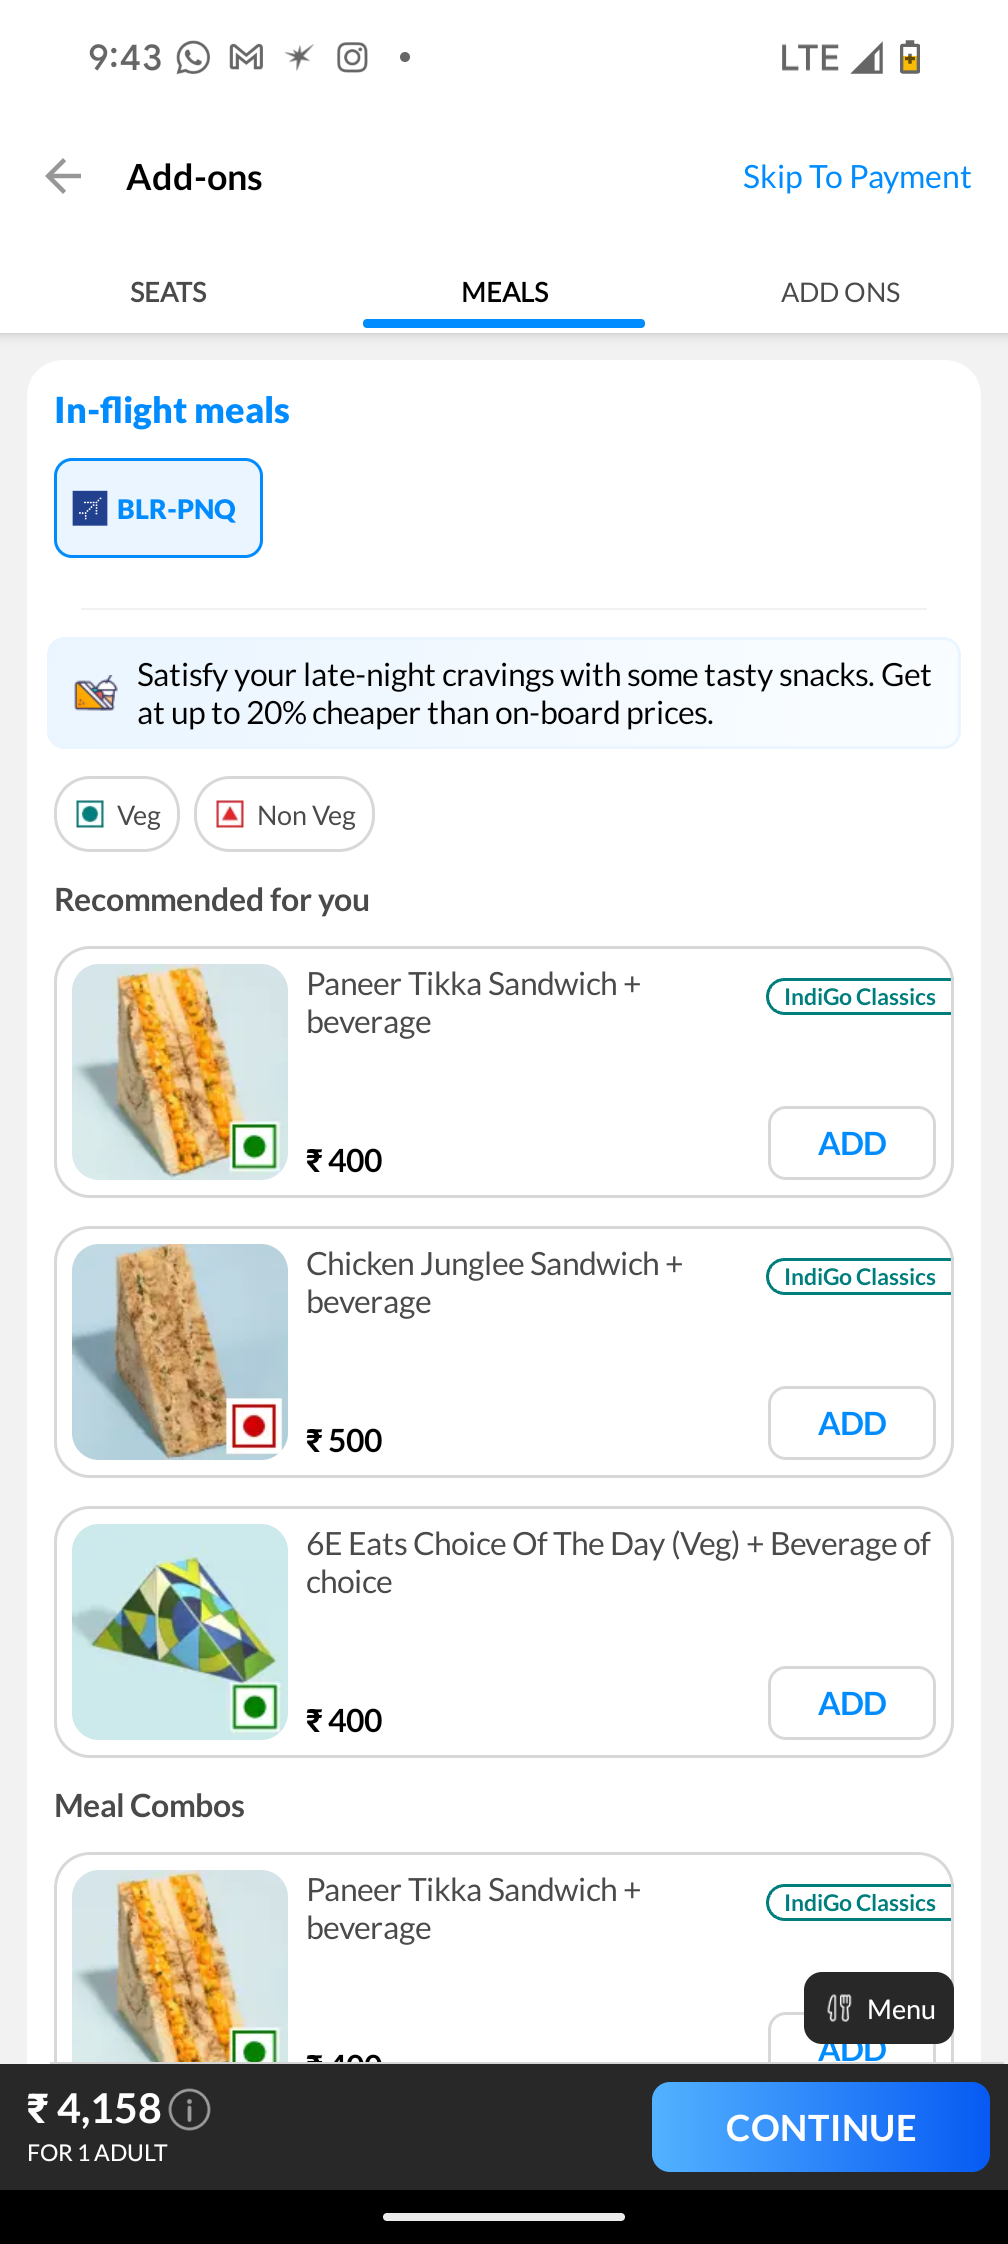 9:43
LTE
Add-ons
Skip To Payment
SEATS
MEALS
ADD ONS
In-flight meals
BLR-PNQ
Satisfy your late-night cravings with some tasty snacks. Get
at up to 20% cheaper than on-board prices.
Veg
Non Veg
Recommended for you
Paneer Tikka Sandwich +
beverage
IndiGo Classics
₹ 400
ADD
Chicken Junglee Sandwich +
beverage
IndiGo Classics
₹ 500
ADD
6E Eats Choice Of The Day (Veg) + Beverage of
choice
₹ 400
ADD
Meal Combos
Paneer Tikka Sandwich +
beverage
IndiGo Classics
Menu
₹ 400
ADD
₹ 4,158
FOR 1 ADULT
CONTINUE